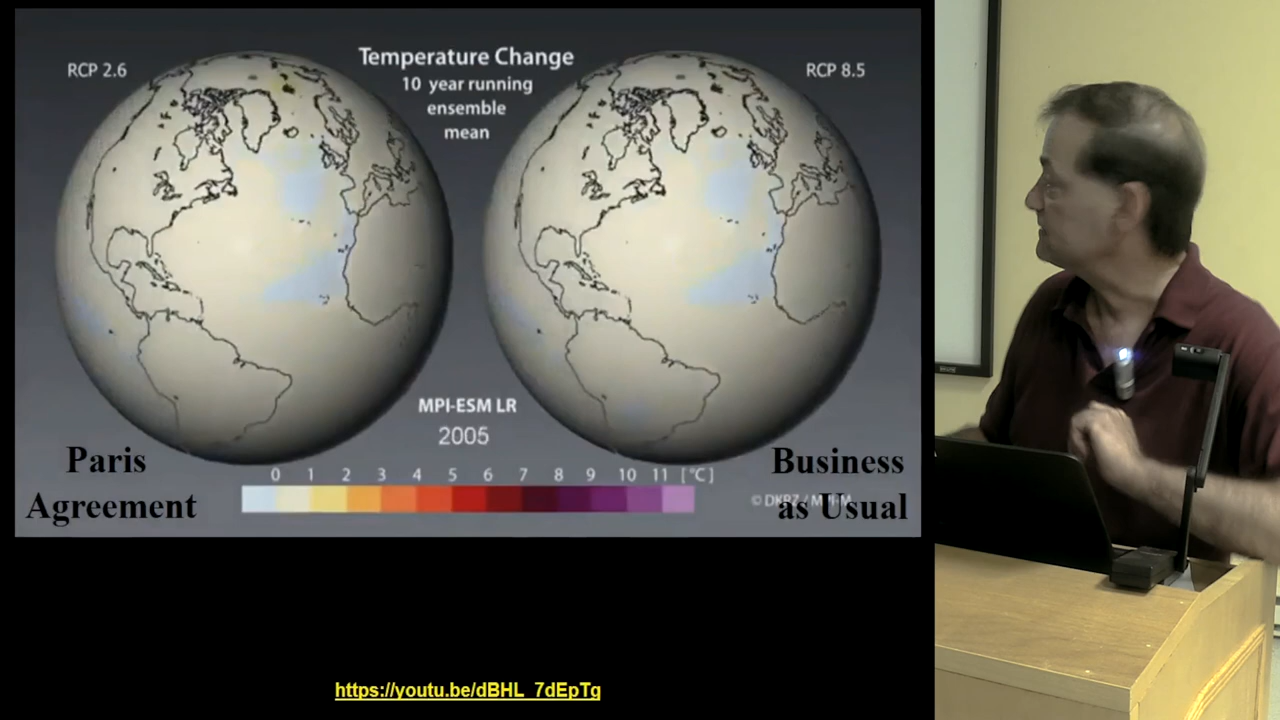 RCP 2.6
Temperature Change
10 year running
ensemble
mean
RCP 8.5
MPI-ESM LR
2005
Paris
Agreement
0 1 2 3 4 5 6 7 8 9 10 11 [°C]
Business
as Usual
© DKRZ / MPI-M
https://youtu.be/dBHL_7dEpTg